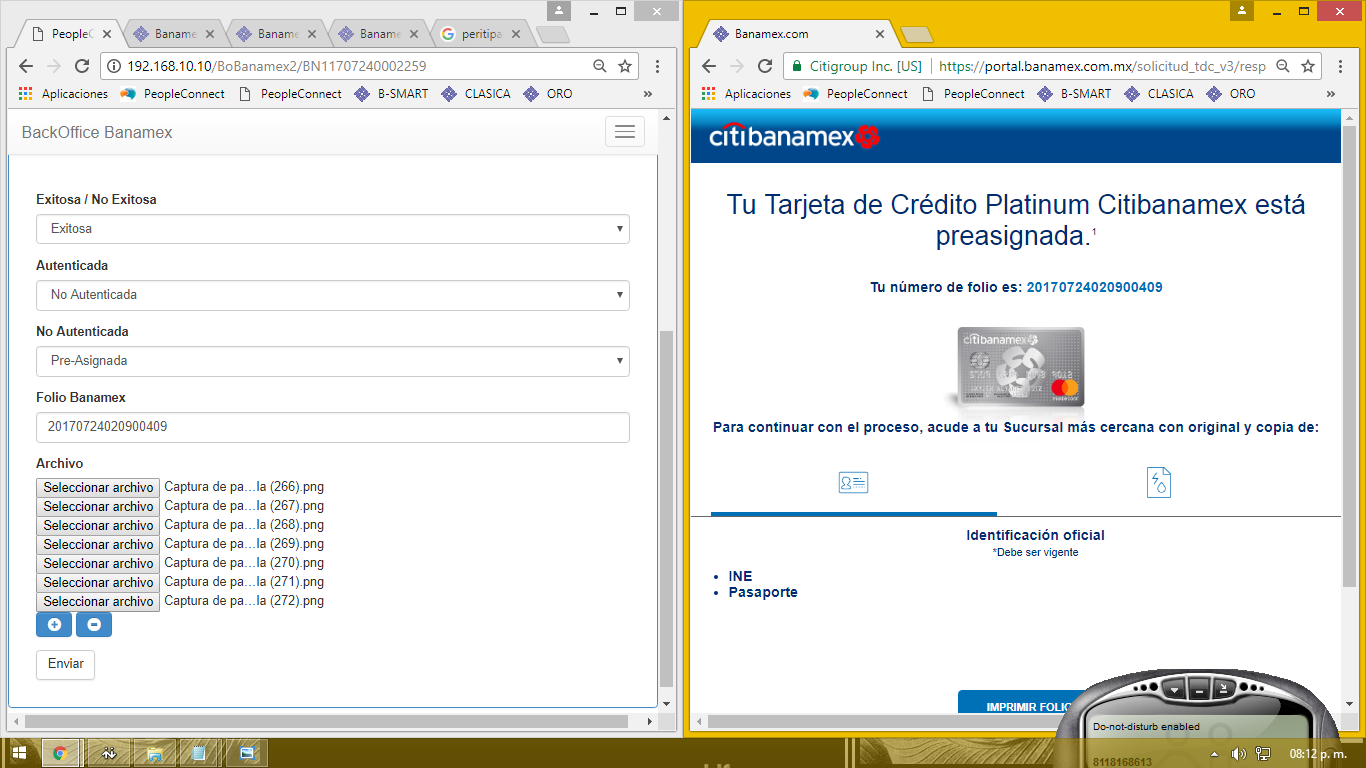 PeopleC
Baname
Baname
Baname
peritipa
192.168.10.10/BoBanamex2/BN11707240002259
Aplicaciones
PeopleConnect
PeopleConnect
B-SMART
CLASICA
ORO
»
BackOffice Banamex
Exitosa / No Exitosa
Exitosa
Autenticada
No Autenticada
No Autenticada
Pre-Asignada
Folio Banamex
20170724020900409
Archivo
Seleccionar archivo Captura de pa…la (266).png
Seleccionar archivo Captura de pa…la (267).png
Seleccionar archivo Captura de pa…la (268).png
Seleccionar archivo Captura de pa…la (269).png
Seleccionar archivo Captura de pa…la (270).png
Seleccionar archivo Captura de pa…la (271).png
Seleccionar archivo Captura de pa…la (272).png
Enviar
Banamex.com
Citigroup Inc. [US] https://portal.banamex.com.mx/solicitud_tdc_v3/resp
Aplicaciones
PeopleConnect
PeopleConnect
B-SMART
CLASICA
ORO
»
citibanamex
Tu Tarjeta de Crédito Platinum Citibanamex está
preasignada.1
Tu número de folio es: 20170724020900409
citibanamex
Para continuar con el proceso, acude a tu Sucursal más cercana con original y copia de:
Identificación oficial
*Debe ser vigente
• INE
• Pasaporte
IMPRIMIR FOLIO
Do-not-disturb enabled
8118168613
08:12 p. m.